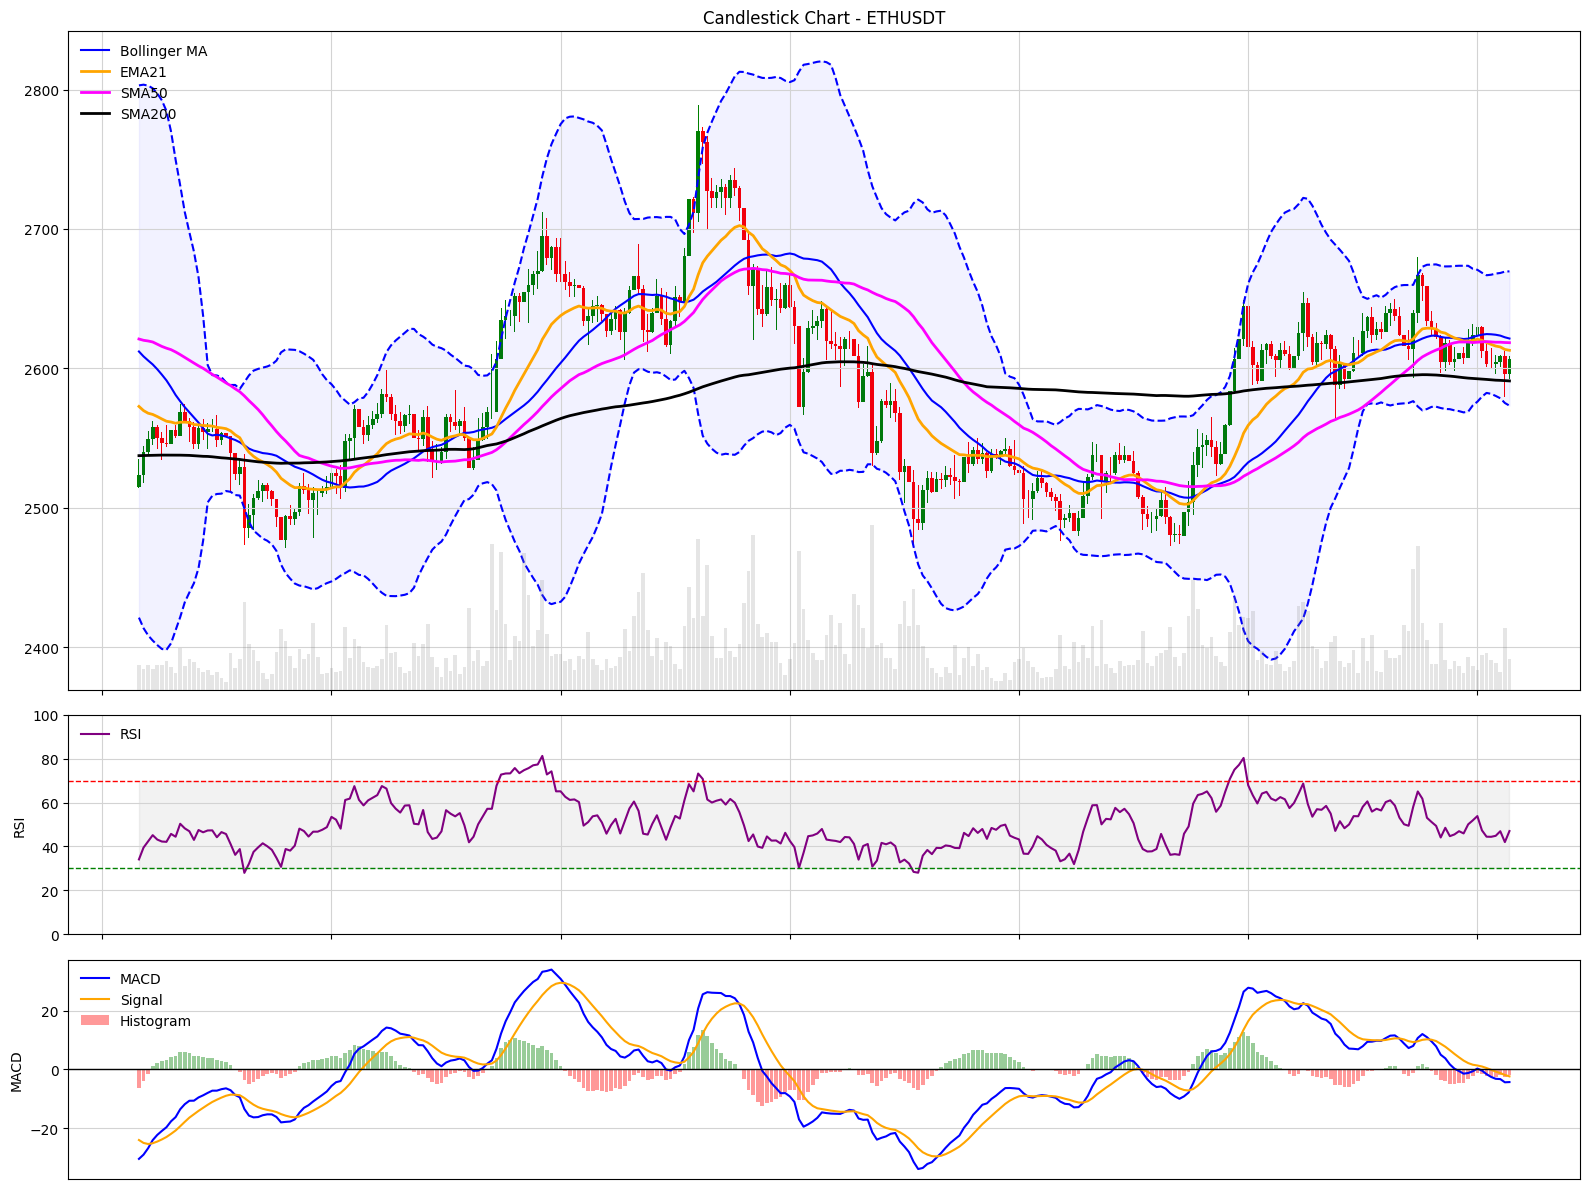 Candlestick Chart - ETHUSDT
Bollinger MA
EMA21
SMA50
SMA200
2800
2700
2600
2500
2400
RSI
100
80
60
40
20
0
RSI
MACD
Signal
Histogram
20
0
−20
MACD